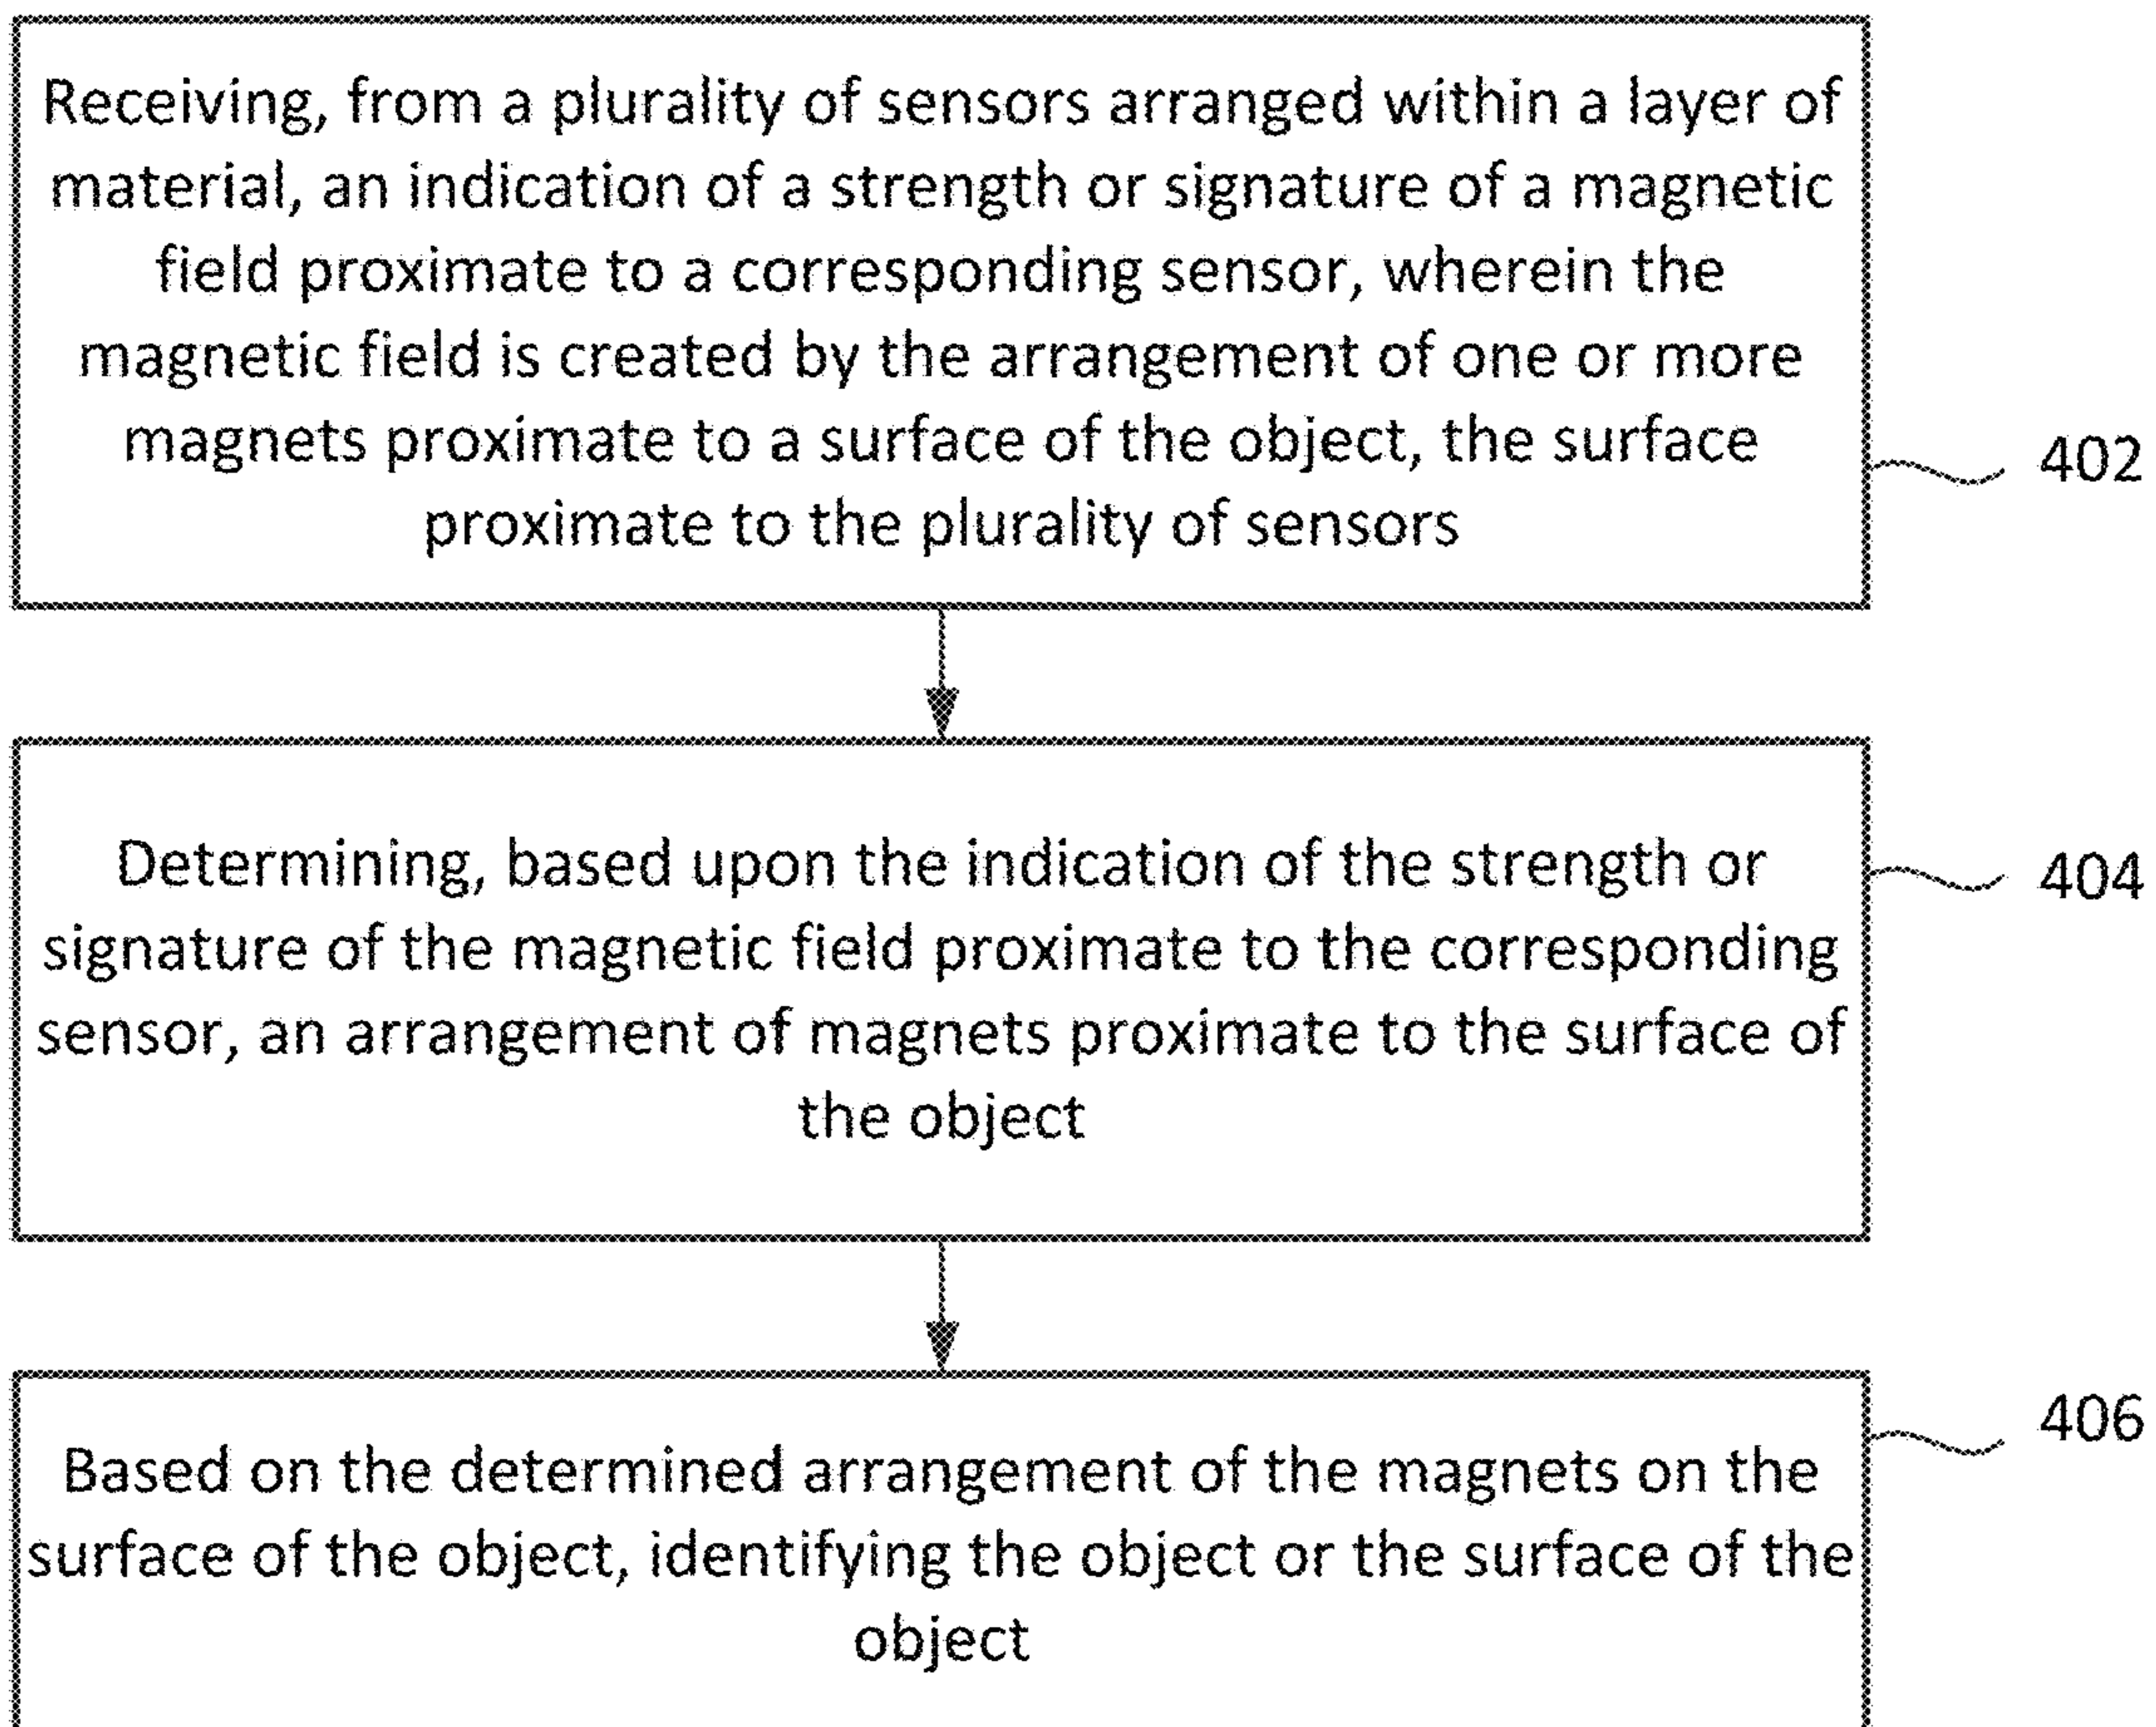 Receiving, from a plurality of sensors arranged within a layer of
material, an indication of a strength or signature of a magnetic
field proximate to a corresponding sensor, wherein the
magnetic field is created by the arrangement of one or more
magnets proximate to a surface of the object, the surface
proximate to the plurality of sensors
402
Determining, based upon the indication of the strength or
signature of the magnetic field proximate to the corresponding
sensor, an arrangement of magnets proximate to the surface of
the object
404
Based on the determined arrangement of the magnets on the
surface of the object, identifying the object or the surface of the
object
406